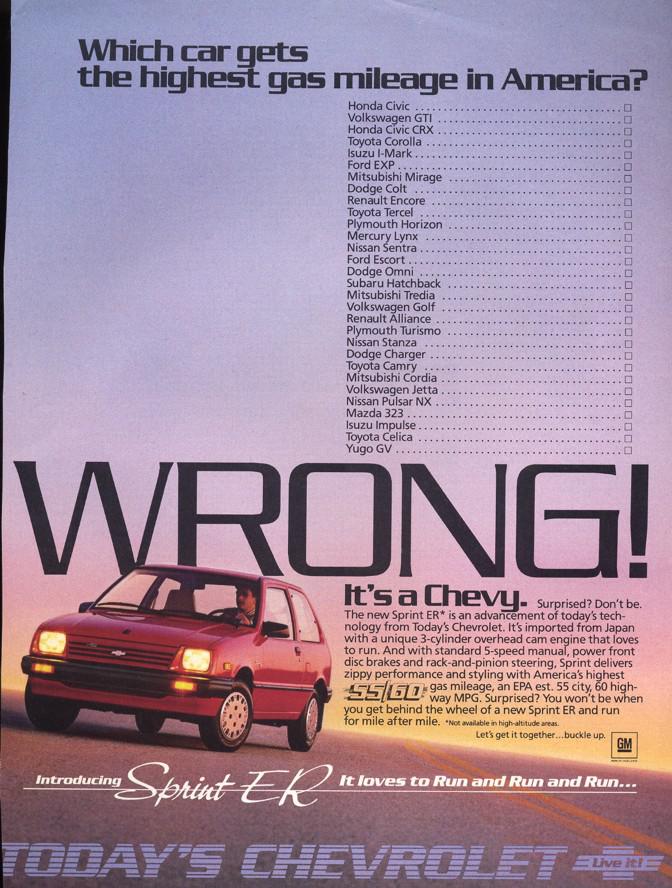 Which car gets
the highest gas mileage in America?
Honda Civic
Volkswagen GTI
Honda Civic CRX
Toyota Corolla
Isuzu I-Mark
Ford EXP
Mitsubishi Mirage
Dodge Colt
Renault Encore
Toyota Tercel
Plymouth Horizon
Mercury Lynx
Nissan Sentra
Ford Escort
Dodge Omni
Subaru Hatchback
Mitsubishi Tredia
Volkswagen Golf
Renault Alliance
Plymouth Turismo
Nissan Stanza
Dodge Charger
Toyota Camry
Mitsubishi Cordia
Volkswagen Jetta
Nissan Pulsar NX
Mazda 323
Isuzu Impulse
Toyota Celica
Yugo GV
WRONG!
It's a Chevy. Surprised? Don't be.
The new Sprint ER* is an advancement of today's tech-
nology from Today's Chevrolet. It's imported from Japan
with a unique 3-cylinder overhead cam engine that loves
to run. And with standard 5-speed manual, power front
disc brakes and rack-and-pinion steering, Sprint delivers
zippy performance and styling with America's highest
55/60 gas mileage, an EPA est. 55 city, 60 high-
way MPG. Surprised? You won't be when
you get behind the wheel of a new Sprint ER and run
for mile after mile. *Not available in high-altitude areas.
Let's get it together...buckle up.
GM
Introducing Sprint ER It loves to Run and Run and Run...
TODAY'S CHEVROLET Live it!